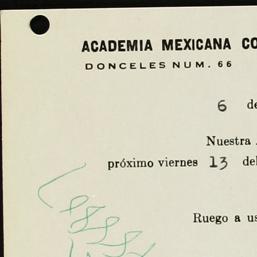 ACADEMIA MEXICANA CO
DONCELES NUM. 66
6 de
Nuestra
próximo viernes 13 del
Ruego a us